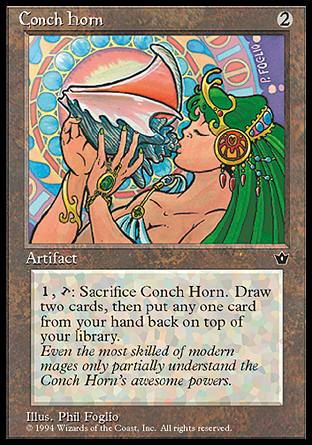 Conch Horn 2
P. FOGLIO
Artifact
1, : Sacrifice Conch Horn. Draw
two cards, then put any one card
from your hand back on top of
your library.
Even the most skilled of modern
mages only partially understand the
Conch Horn's awesome powers.
Illus. Phil Foglio
© 1994 Wizards of the Coast, Inc. All rights reserved.